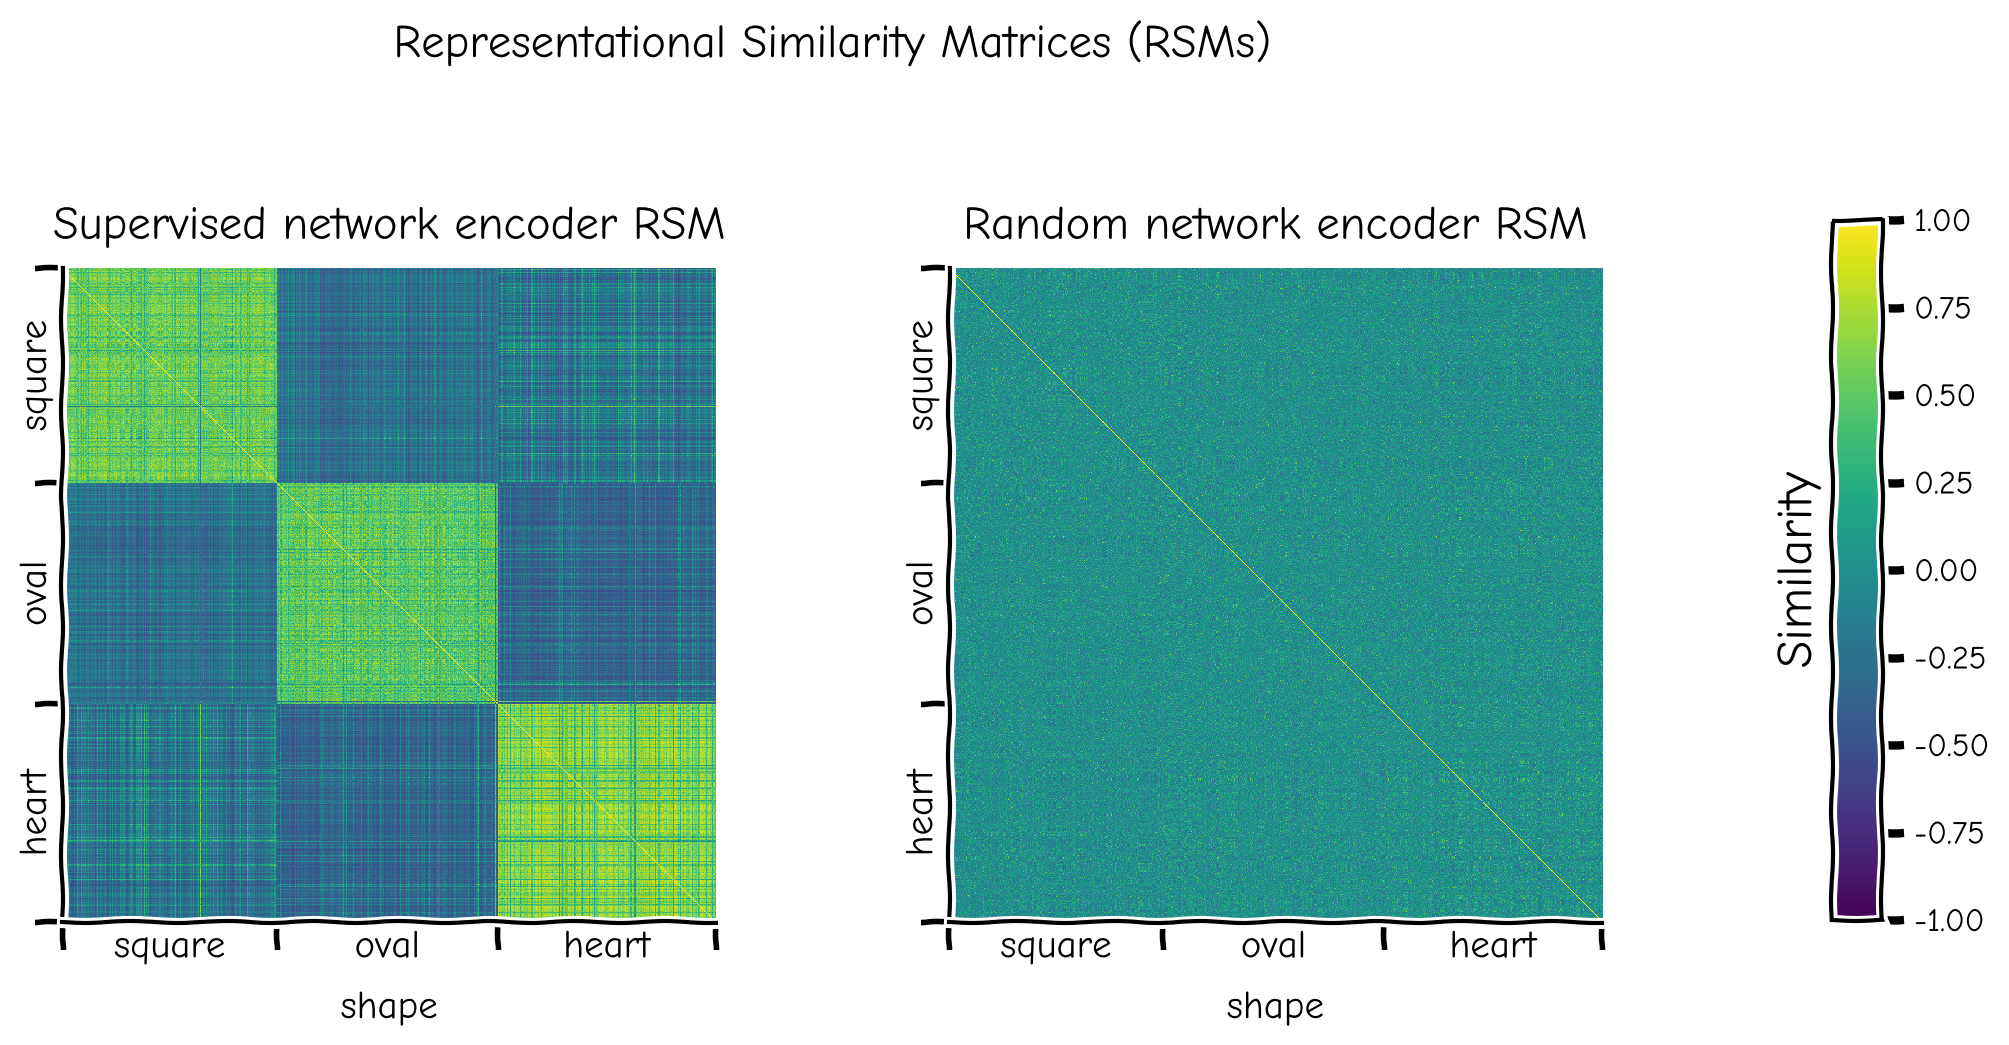 Representational Similarity Matrices (RSMs)
Supervised network encoder RSM
square
oval
heart
square oval heart
shape
Random network encoder RSM
square
oval
heart
square oval heart
shape
Similarity
1.00
0.75
0.50
0.25
0.00
-0.25
-0.50
-0.75
-1.00